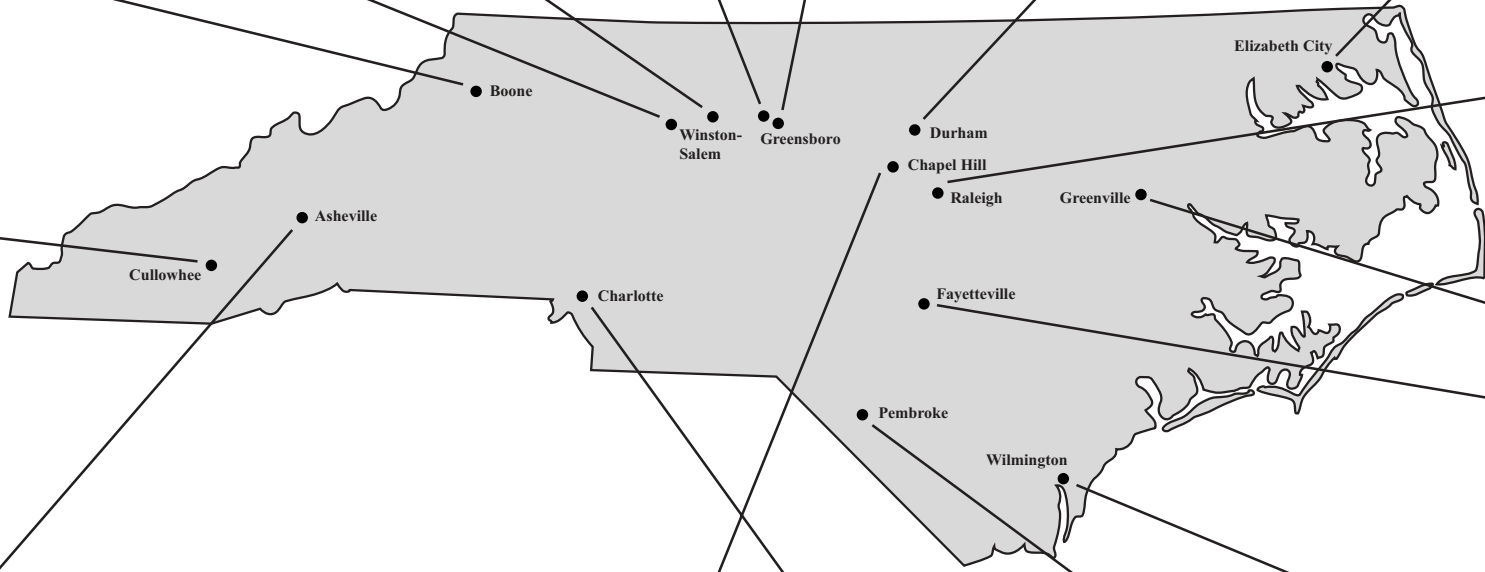 Elizabeth City
Boone
Winston-
Salem
Greensboro
Durham
Chapel Hill
Raleigh
Greenville
Asheville
Cullowhee
Charlotte
Fayetteville
Pembroke
Wilmington